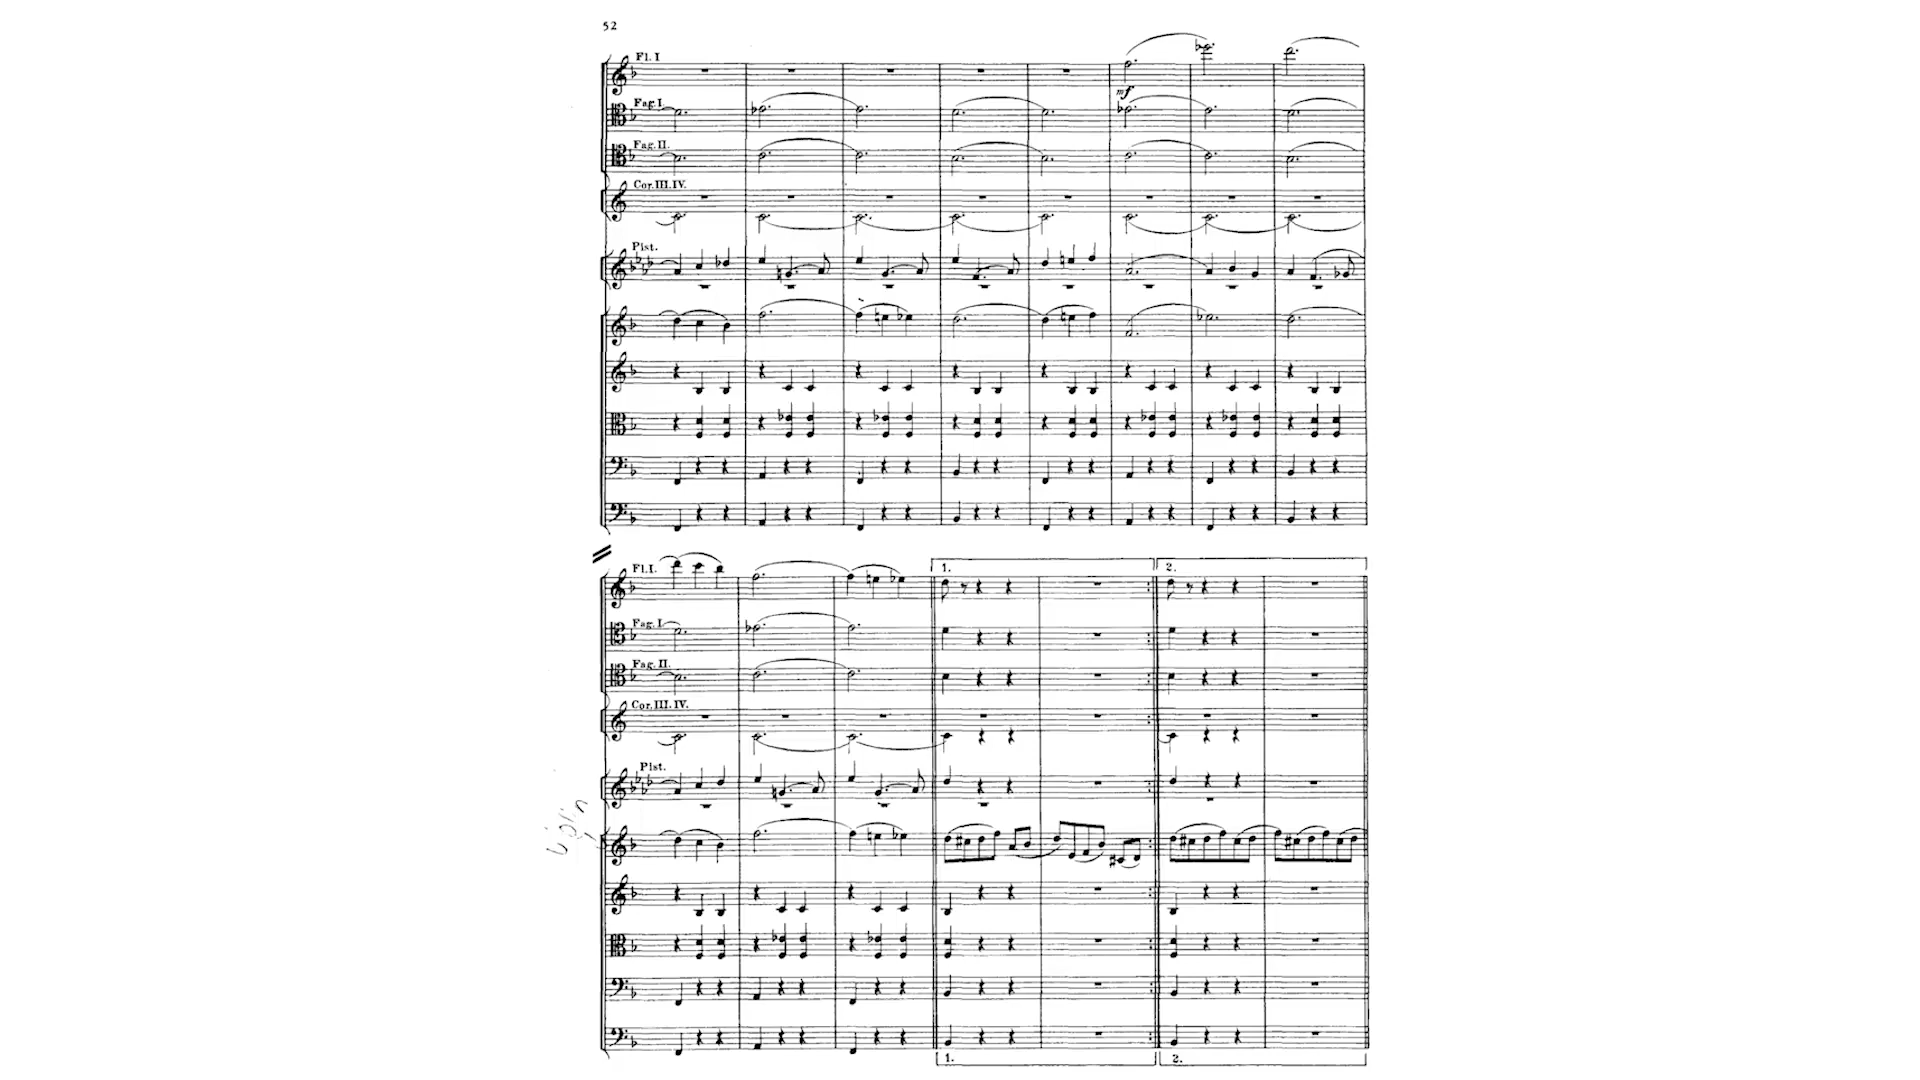 52
Fl. I
mf
Fag. I.
Fag. II.
Cor. III. IV.
Pist.
Fl. I.
1.
2.
Fag. I.
Fag. II.
Cor. III. IV.
Pist.
1.
2.